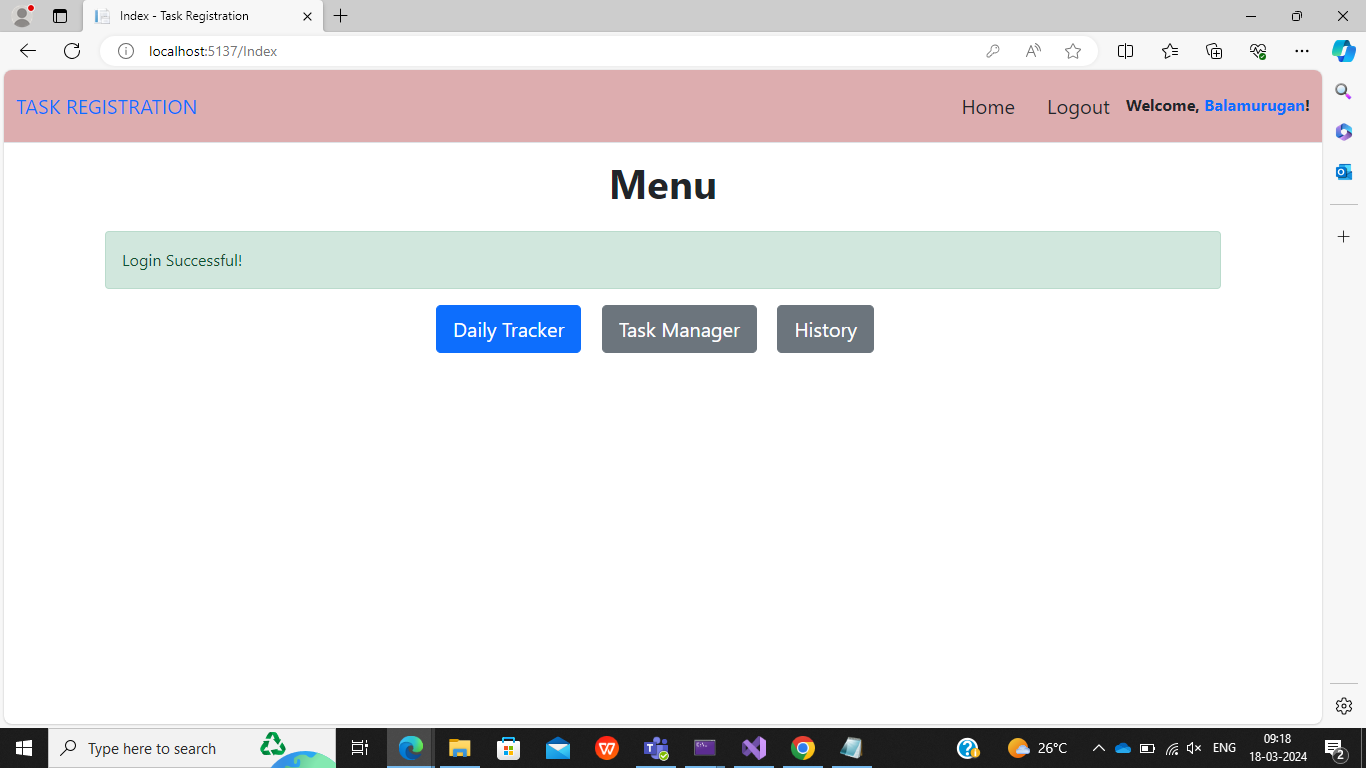 Index - Task Registration
localhost:5137/Index
TASK REGISTRATION
Home
Logout
Welcome, Balamurugan!
Menu
Login Successful!
Daily Tracker
Task Manager
History
Type here to search
26°C
ENG
09:18
18-03-2024
2